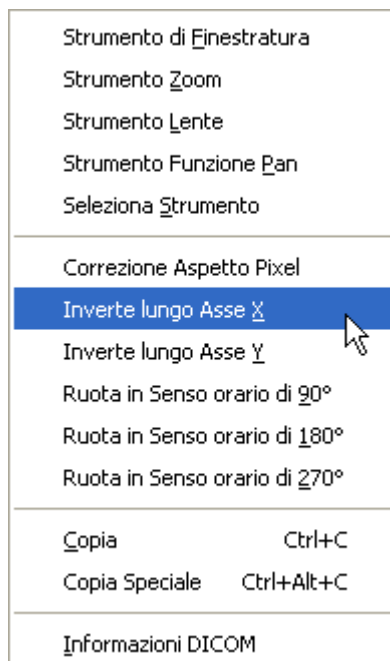 Strumento di Finestratura
Strumento Zoom
Strumento Lente
Strumento Funzione Pan
Seleziona Strumento
Correzione Aspetto Pixel
Inverte lungo Asse X
Inverte lungo Asse Y
Ruota in Senso orario di 90°
Ruota in Senso orario di 180°
Ruota in Senso orario di 270°
Copia Ctrl+C
Copia Speciale Ctrl+Alt+C
Informazioni DICOM